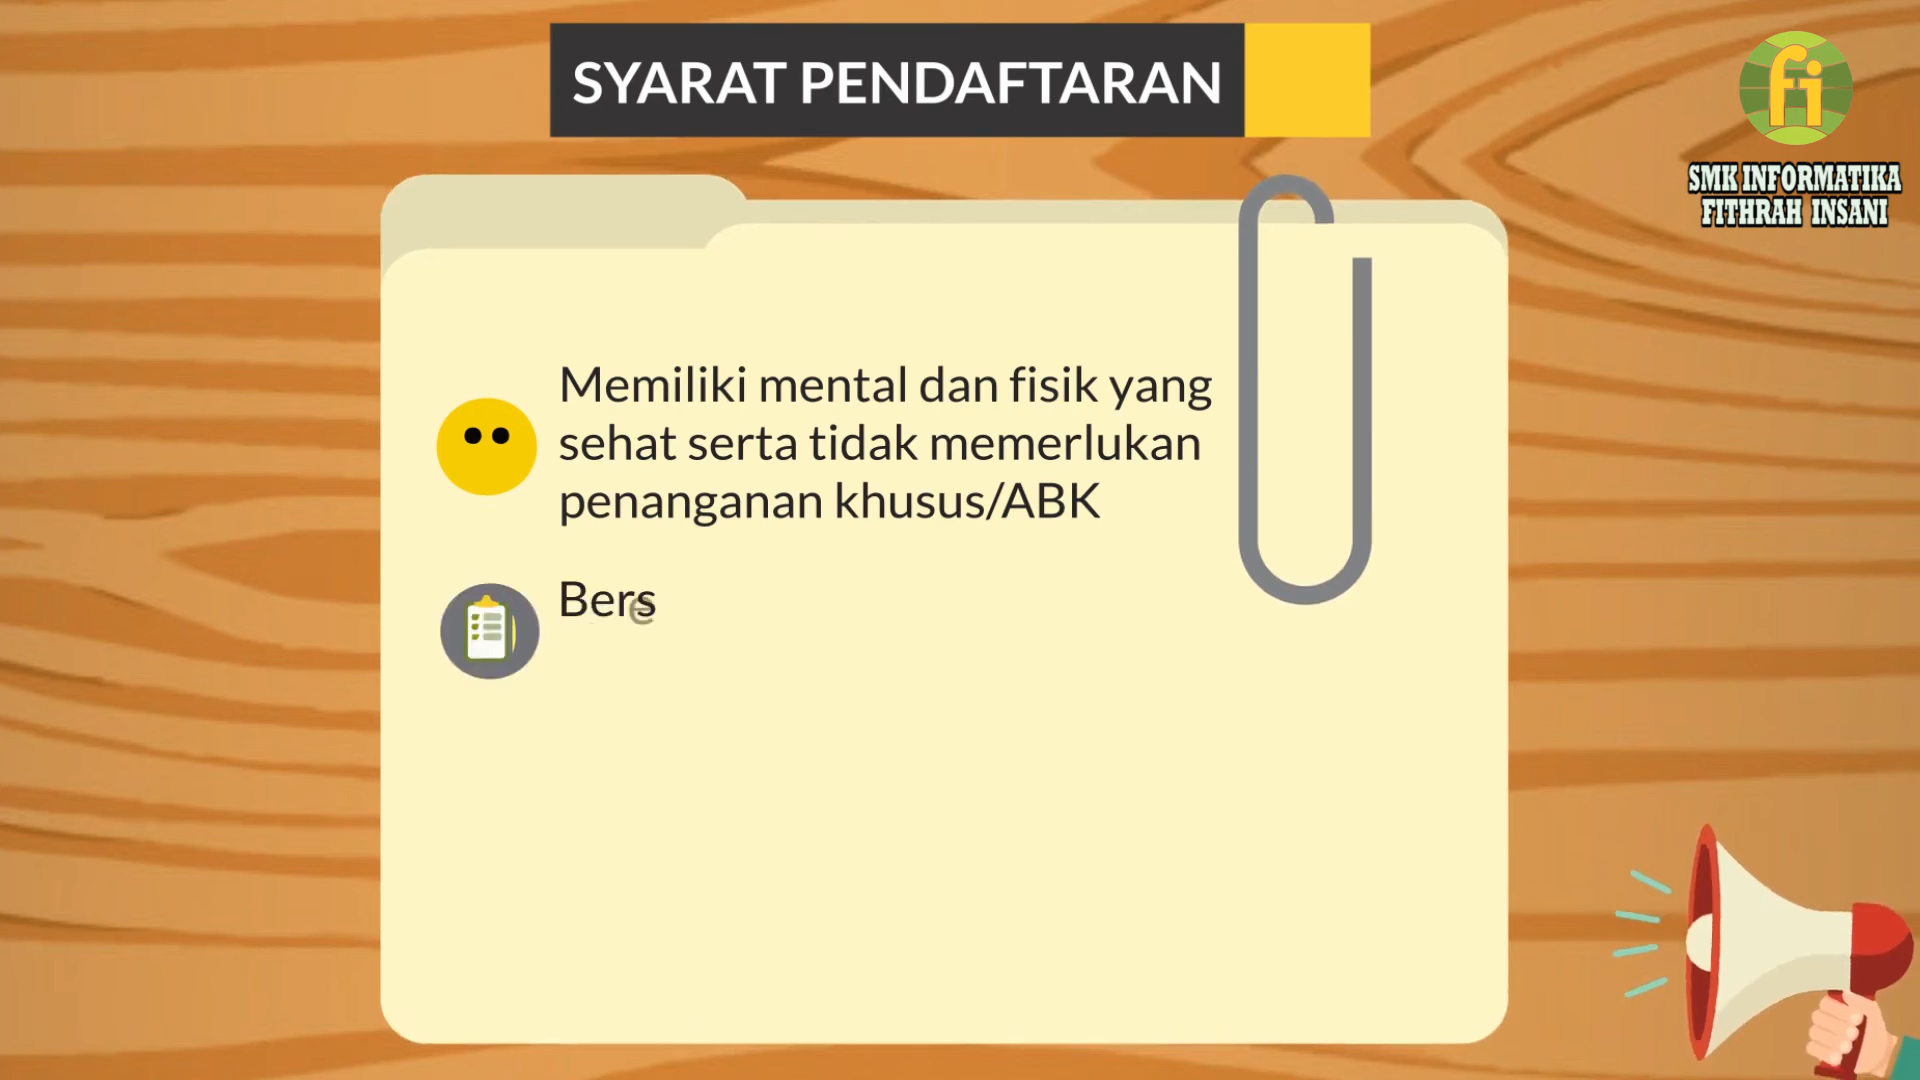 SYARAT PENDAFTARAN
fi
SMK INFORMATIKA
FITHRAH INSANI
Memiliki mental dan fisik yang
sehat serta tidak memerlukan
penanganan khusus/ABK
Bers